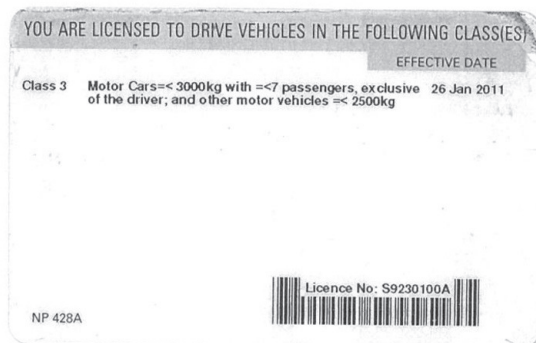 YOU ARE LICENSED TO DRIVE VEHICLES IN THE FOLLOWING CLASS(ES)
EFFECTIVE DATE
Class 3 Motor Cars=< 3000kg with =<7 passengers, exclusive 26 Jan 2011
of the driver; and other motor vehicles =< 2500kg
Licence No: S9230100A
NP 428A